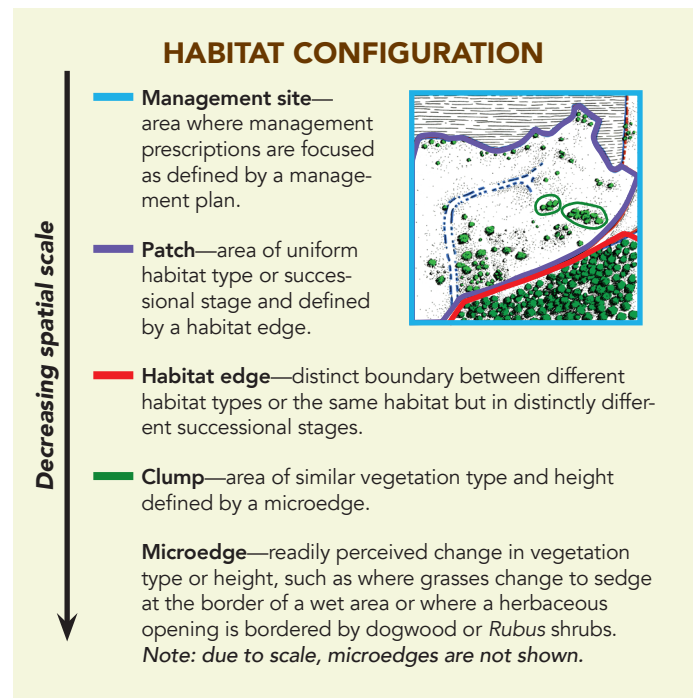 HABITAT CONFIGURATION
Decreasing spatial scale
Management site—
area where management
prescriptions are focused
as defined by a manage-
ment plan.
Patch—area of uniform
habitat type or succes-
sional stage and defined
by a habitat edge.
Habitat edge—distinct boundary between different
habitat types or the same habitat but in distinctly differ-
ent successional stages.
Clump—area of similar vegetation type and height
defined by a microedge.
Microedge—readily perceived change in vegetation
type or height, such as where grasses change to sedge
at the border of a wet area or where a herbaceous
opening is bordered by dogwood or Rubus shrubs.
Note: due to scale, microedges are not shown.